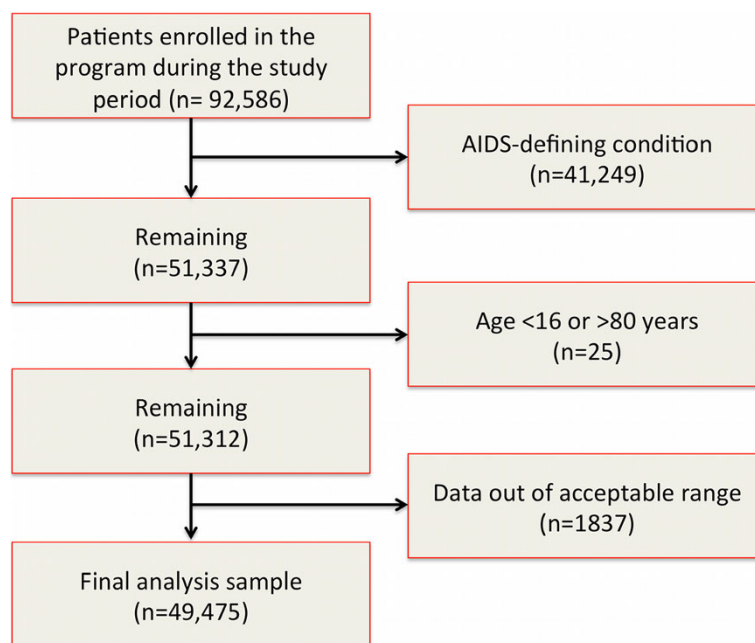 Patients enrolled in the
program during the study
period (n= 92,586)
AIDS-defining condition
(n=41,249)
Remaining
(n=51,337)
Age <16 or >80 years
(n=25)
Remaining
(n=51,312)
Data out of acceptable range
(n=1837)
Final analysis sample
(n=49,475)